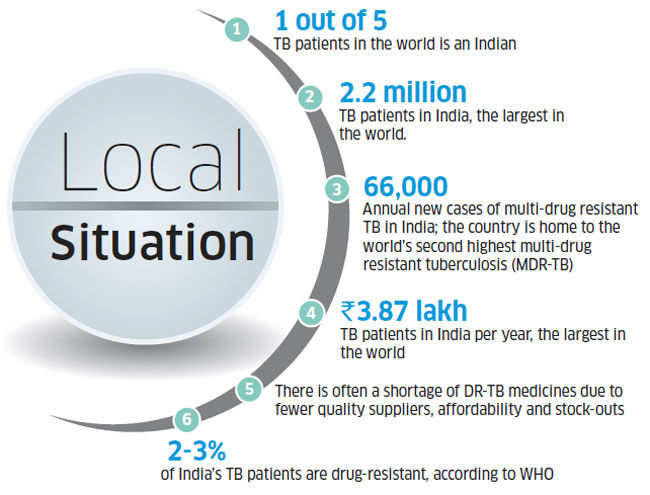 Local
Situation
1
1 out of 5
TB patients in the world is an Indian
2
2.2 million
TB patients in India, the largest in
the world.
3
66,000
Annual new cases of multi-drug resistant
TB in India; the country is home to the
world's second highest multi-drug
resistant tuberculosis (MDR-TB)
4
₹3.87 lakh
TB patients in India per year, the largest in
the world
5
There is often a shortage of DR-TB medicines due to
fewer quality suppliers, affordability and stock-outs
6
2-3%
of India's TB patients are drug-resistant, according to WHO